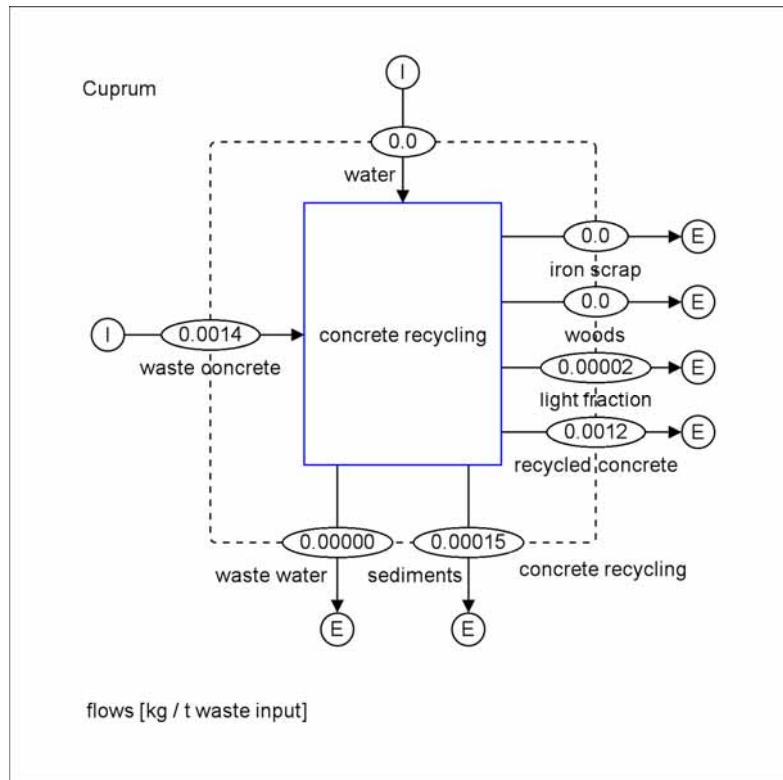 Cuprum
I
0.0
water
0.0
E
iron scrap
0.0
E
woods
I
0.0014
waste concrete
concrete recycling
0.00002
E
light fraction
0.0012
E
recycled concrete
0.00000
waste water
E
0.00015
sediments
E
concrete recycling
flows [kg / t waste input]